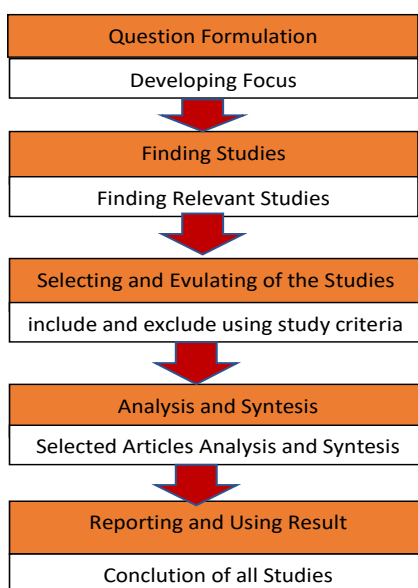 Question Formulation
Developing Focus
Finding Studies
Finding Relevant Studies
Selecting and Evulating of the Studies
include and exclude using study criteria
Analysis and Syntesis
Selected Articles Analysis and Syntesis
Reporting and Using Result
Conclution of all Studies